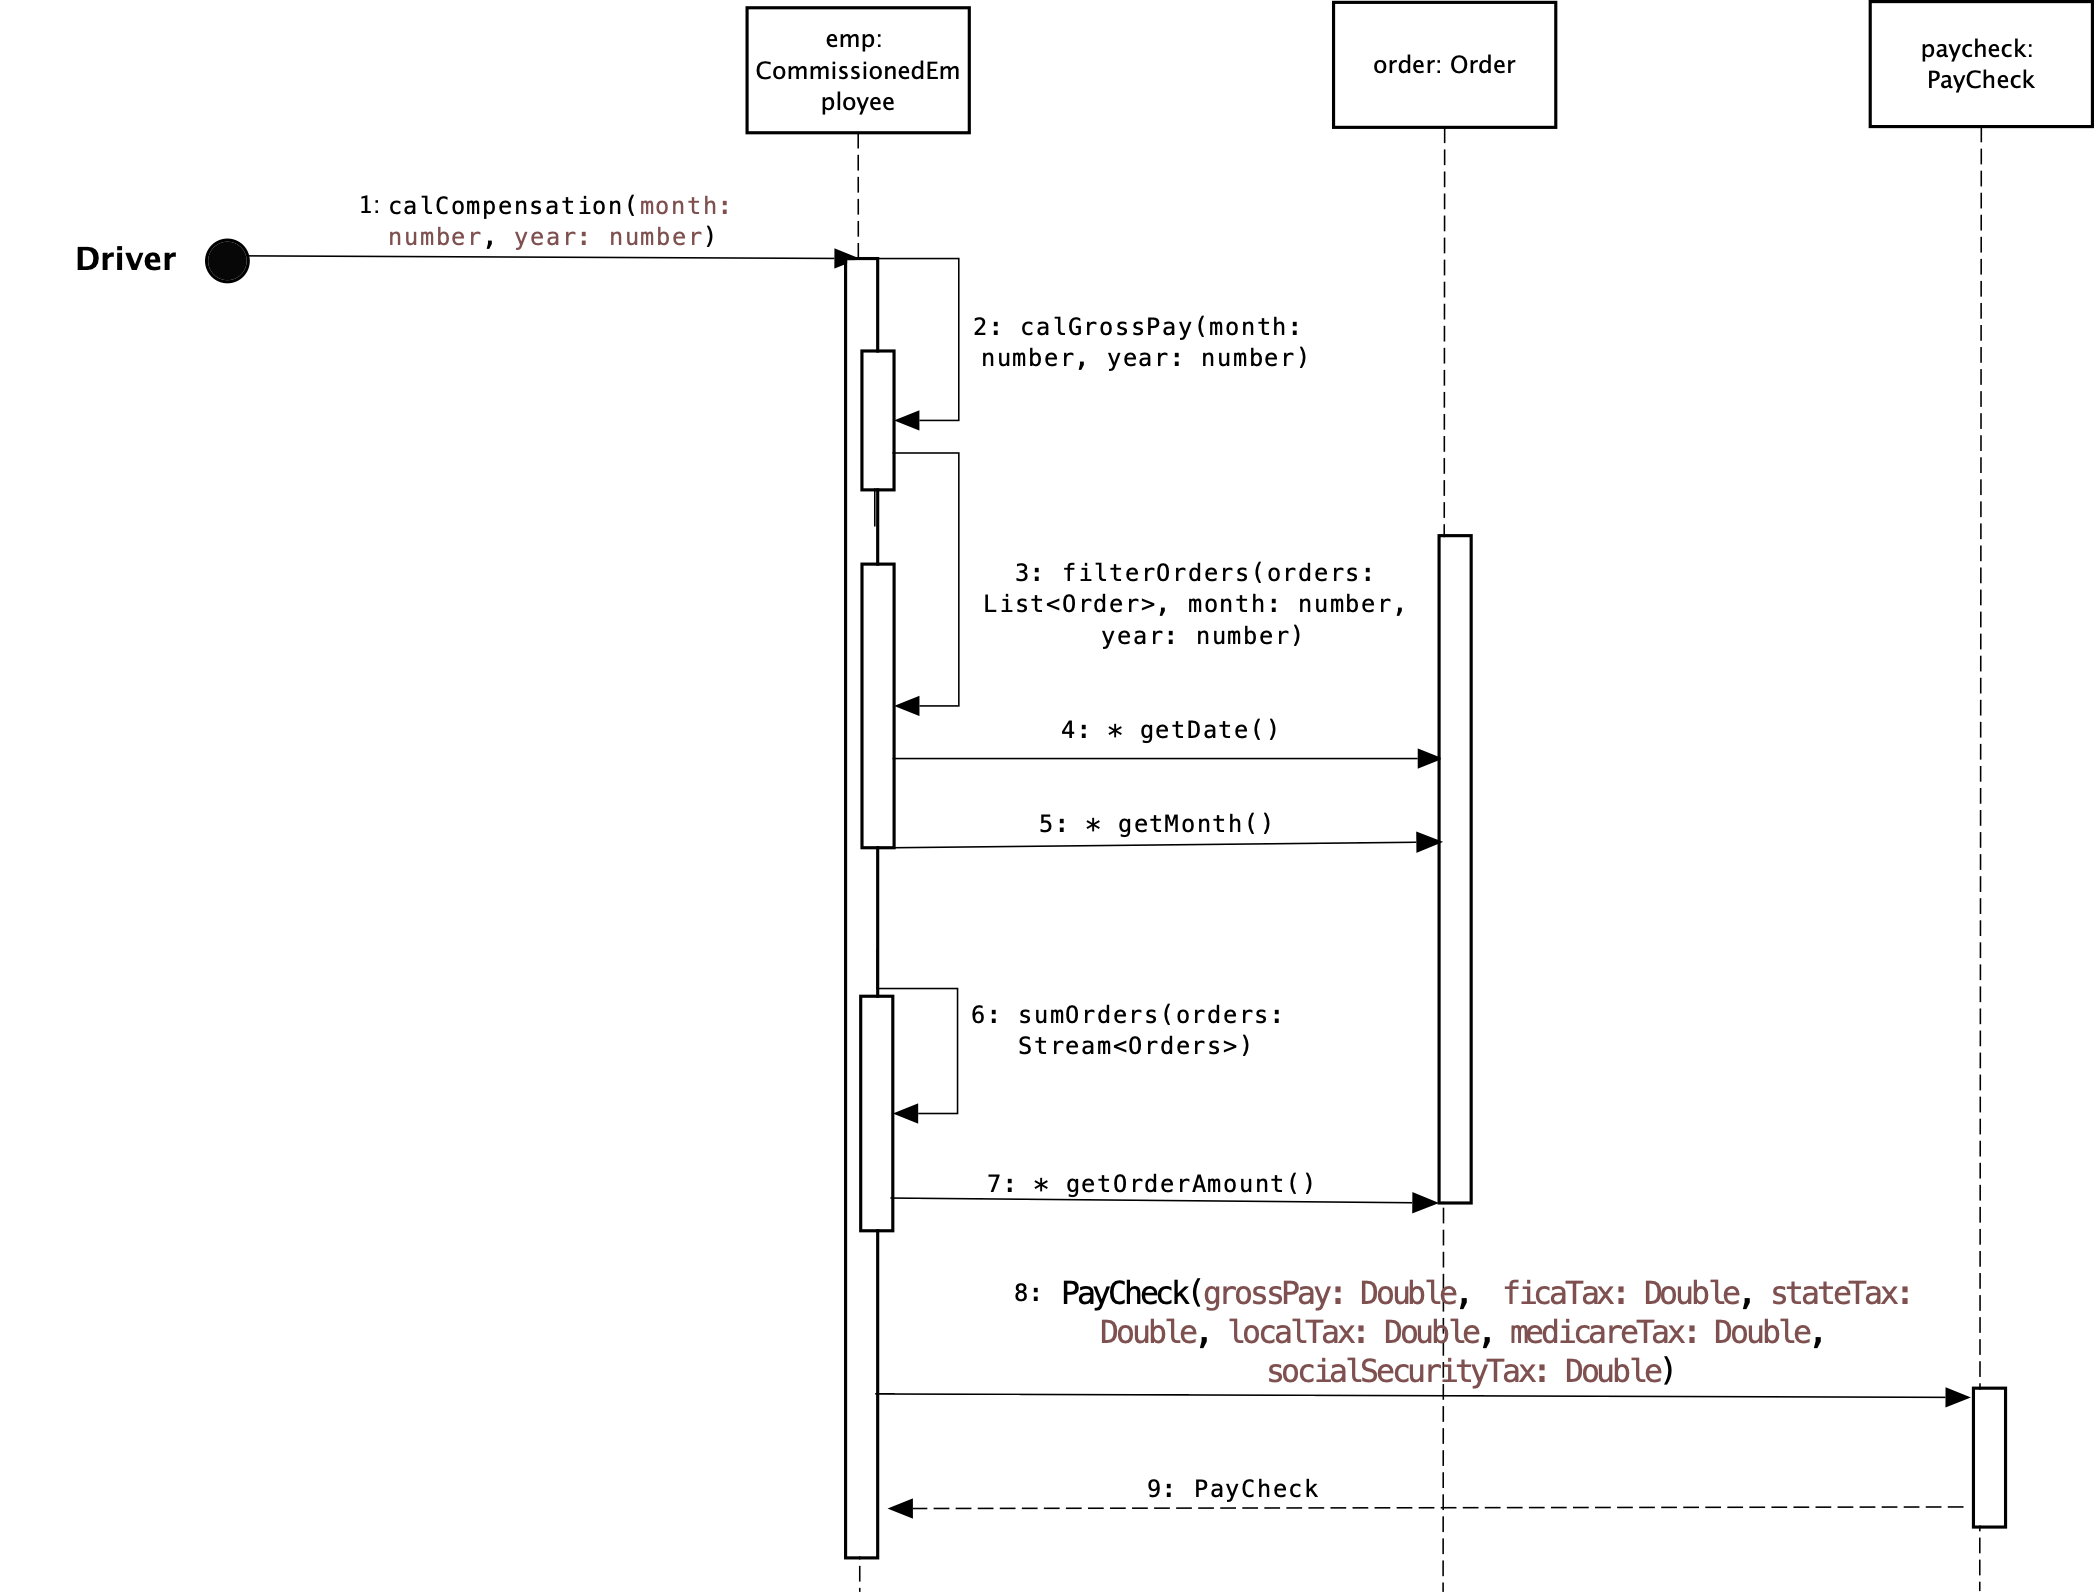 emp:
CommissionedEm
ployee
order: Order
paycheck:
PayCheck
1: calCompensation(month:
number, year: number)
Driver
2: calGrossPay(month:
number, year: number)
3: filterOrders(orders:
List<Order>, month: number,
year: number)
4: * getDate()
5: * getMonth()
6: sumOrders(orders:
Stream<Orders>)
7: * getOrderAmount()
8: PayCheck(grossPay: Double, ficaTax: Double, stateTax:
Double, localTax: Double, medicareTax: Double,
socialSecurityTax: Double)
9: PayCheck